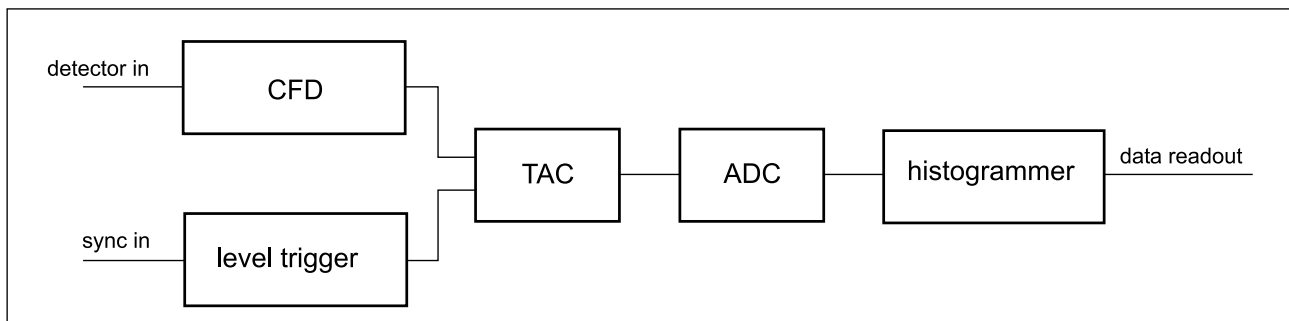 detector in
CFD
sync in
level trigger
TAC
ADC
histogrammer
data readout